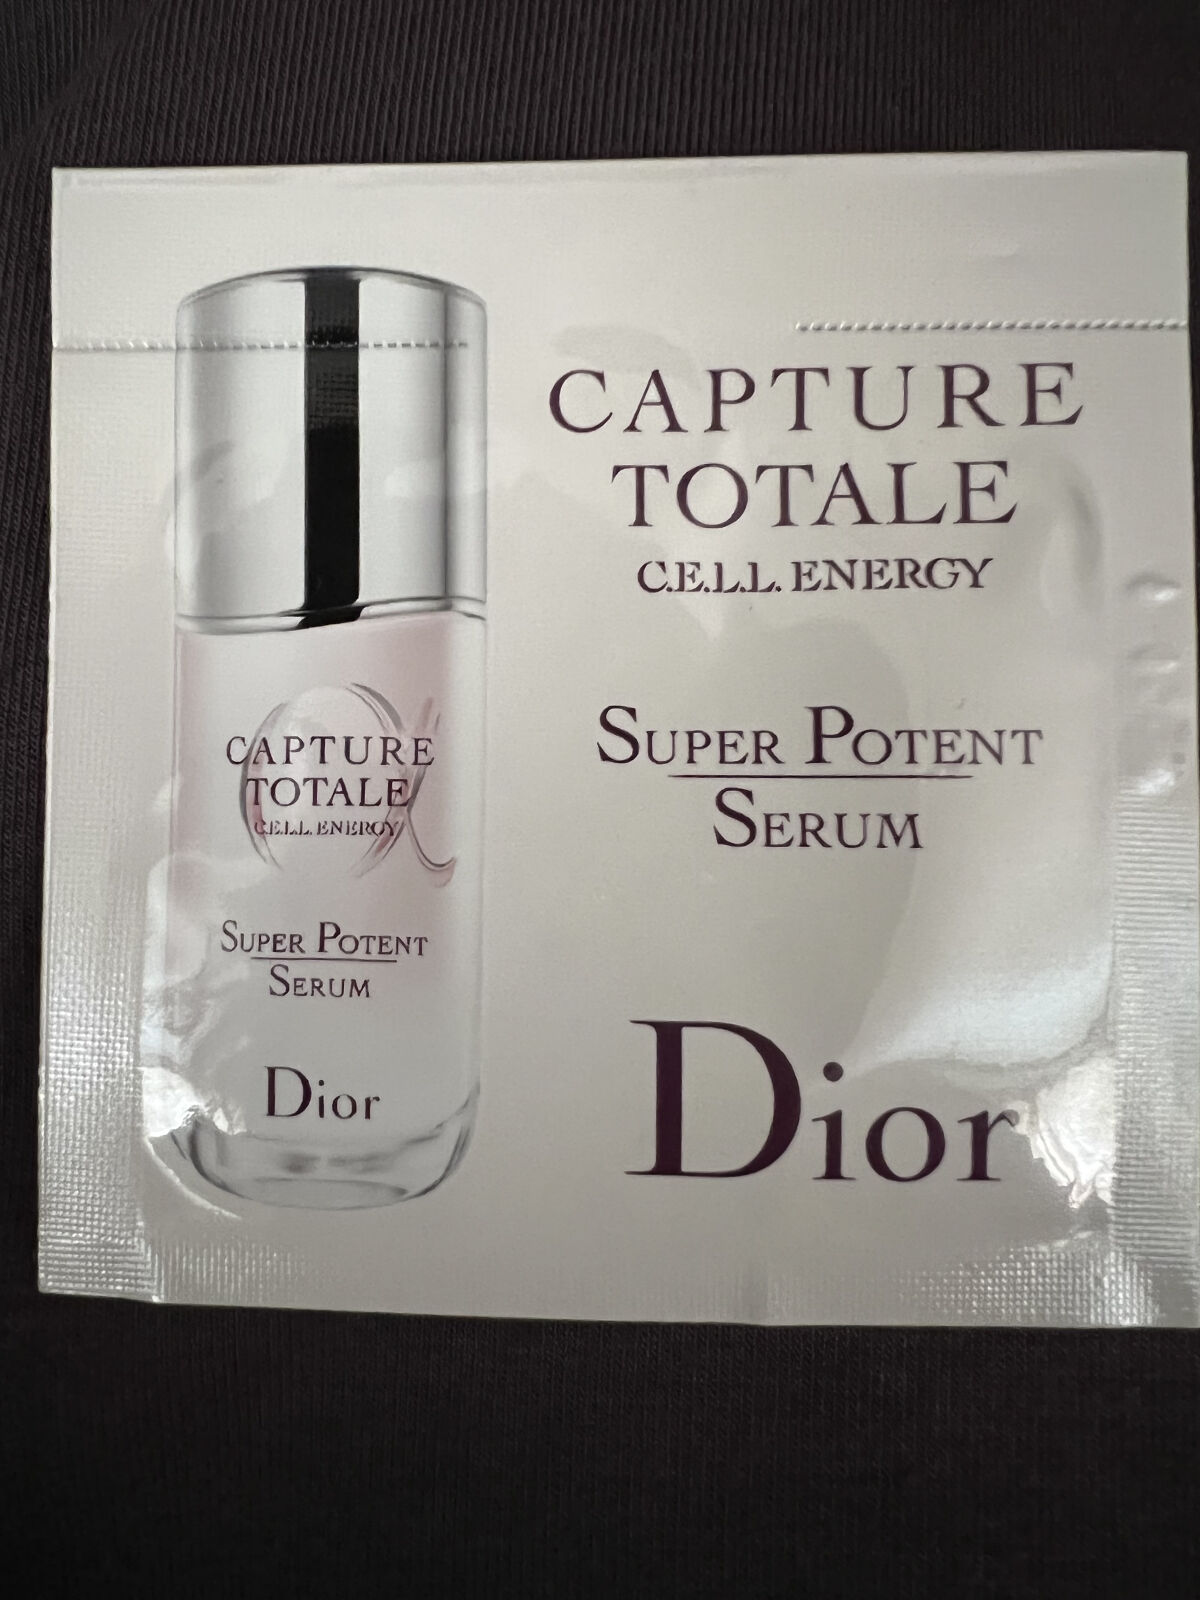 CAPTURE
TOTALE
C.E.L.L. ENERGY
SUPER POTENT
SERUM
Dior
CAPTURE
TOTALE
C.E.L.L. ENERGY
SUPER POTENT
SERUM
Dior